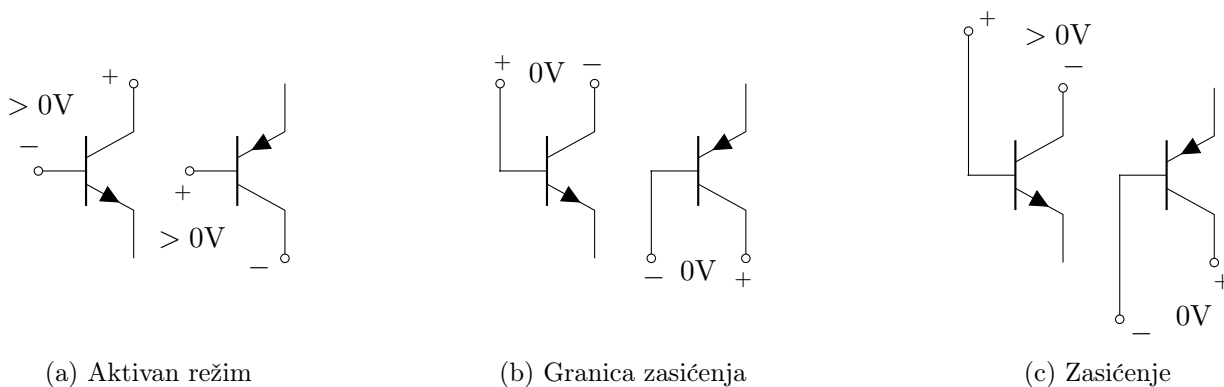 +
> 0V
−
+
> 0V
−
+ 0V −
− 0V +
+
> 0V
−
+
− 0V
(a) Aktivan režim
(b) Granica zasićenja
(c) Zasićenje